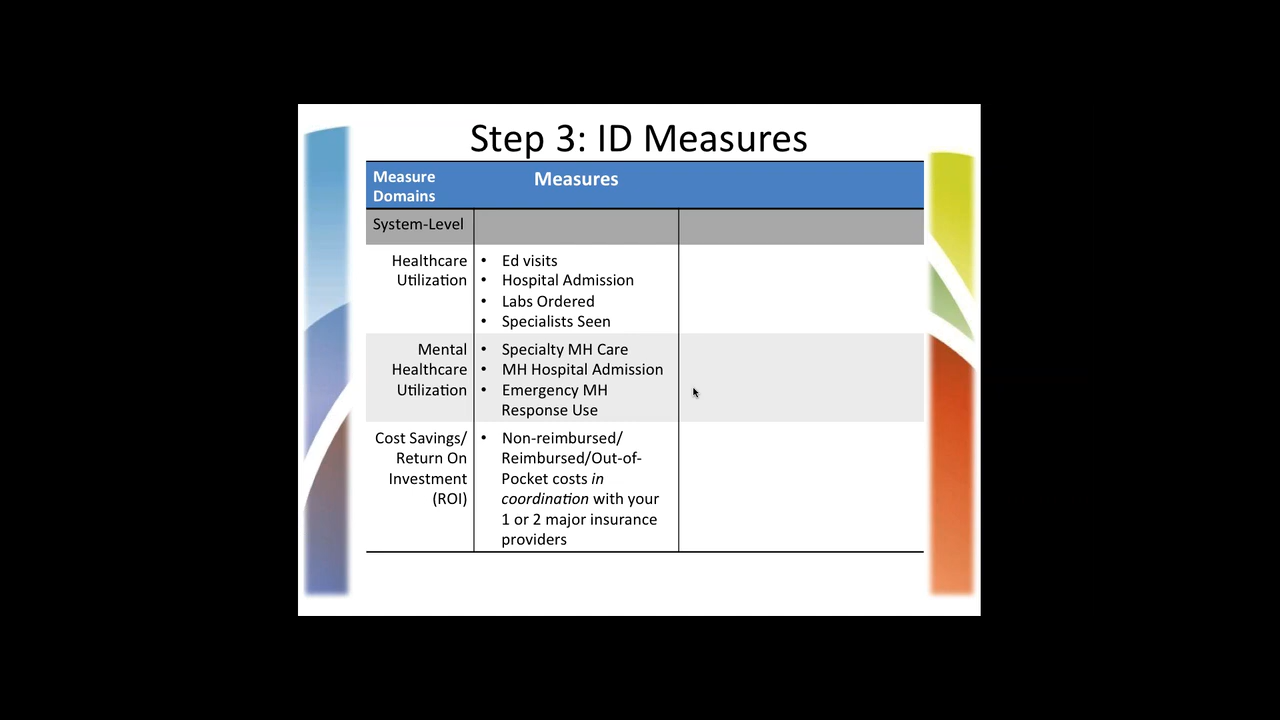 Step 3: ID Measures
Measure
Domains
Measures
System-Level
Healthcare
Utilization
• Ed visits
• Hospital Admission
• Labs Ordered
• Specialists Seen
Mental
Healthcare
Utilization
• Specialty MH Care
• MH Hospital Admission
• Emergency MH
Response Use
Cost Savings/
Return On
Investment
(ROI)
• Non-reimbursed/
Reimbursed/Out-of-
Pocket costs in
coordination with your
1 or 2 major insurance
providers